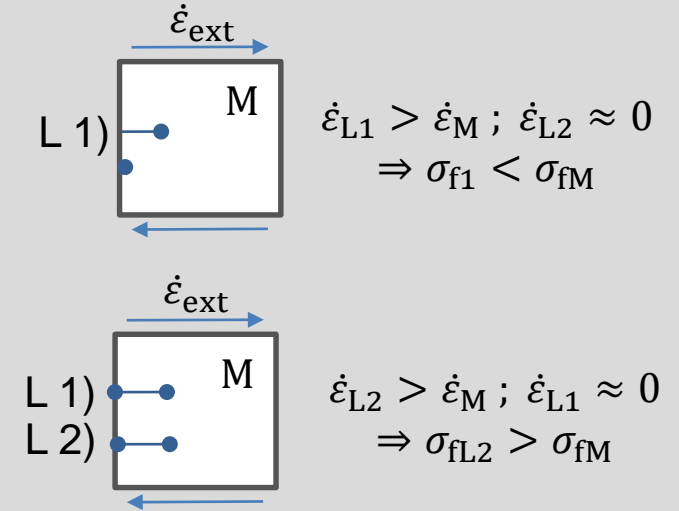 ε̇ext
M
L 1)
ε̇L1 > ε̇M ; ε̇L2 ≈ 0
⇒ σf1 < σfM
ε̇ext
M
L 1)
L 2)
ε̇L2 > ε̇M ; ε̇L1 ≈ 0
⇒ σfL2 > σfM